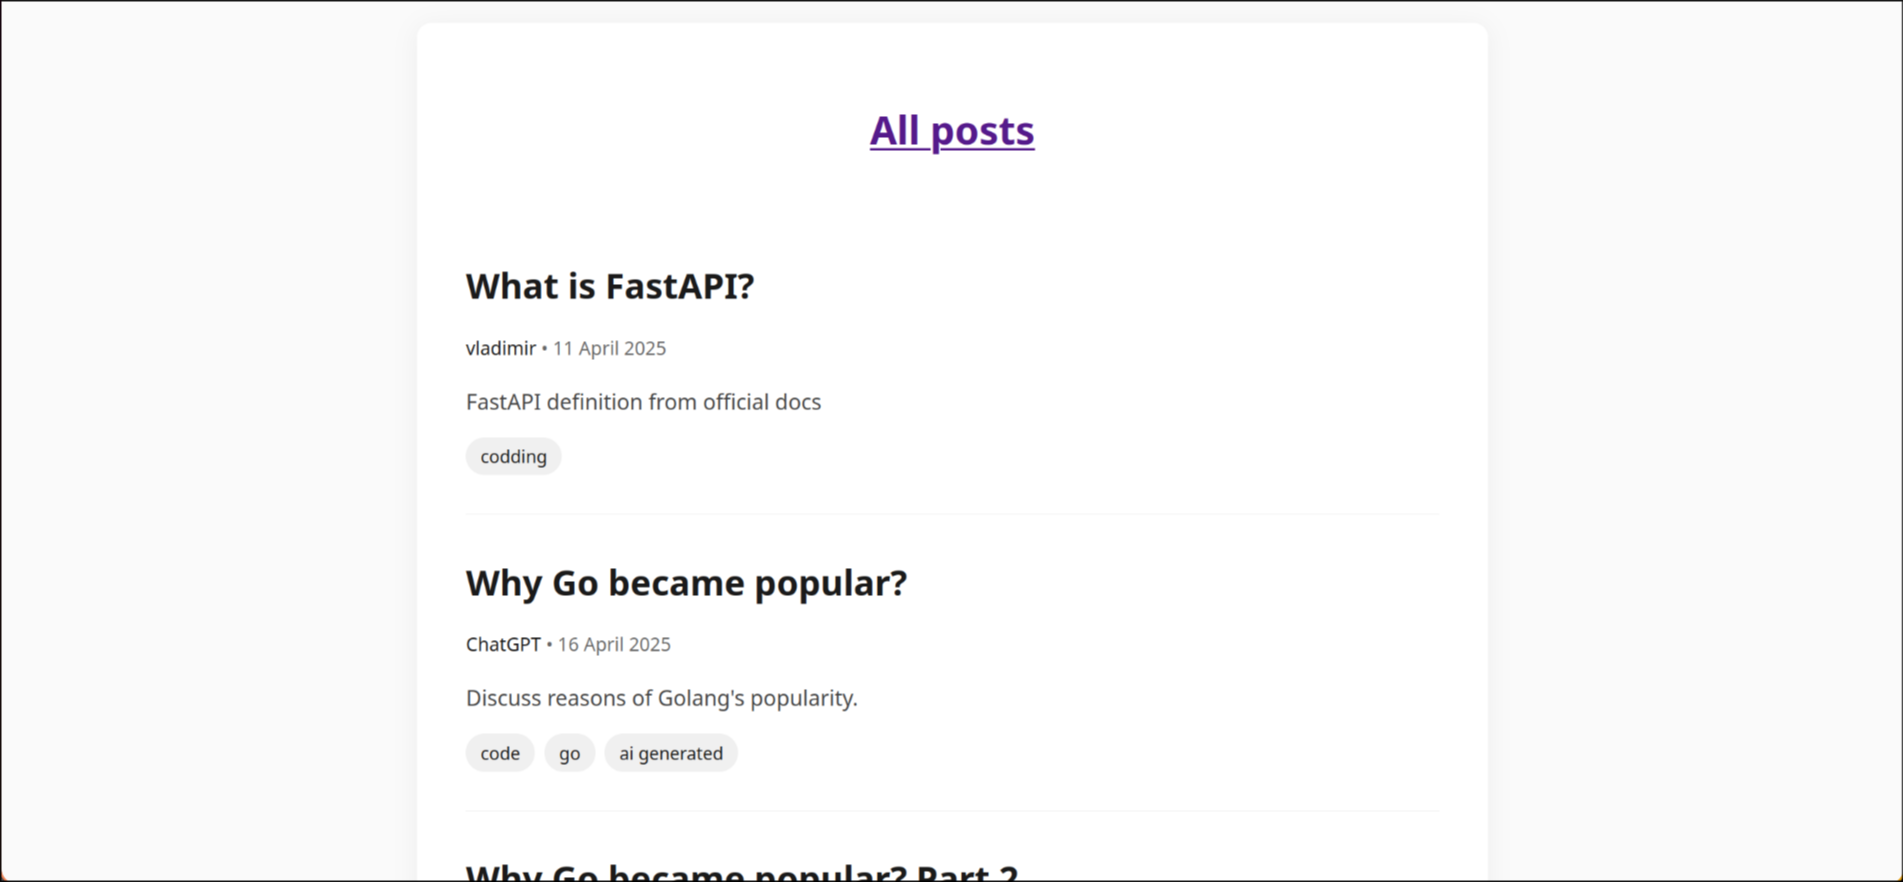 All posts
What is FastAPI?
vladimir • 11 April 2025
FastAPI definition from official docs
codding
Why Go became popular?
ChatGPT • 16 April 2025
Discuss reasons of Golang's popularity.
code go ai generated
Why Go became popular? Part 2